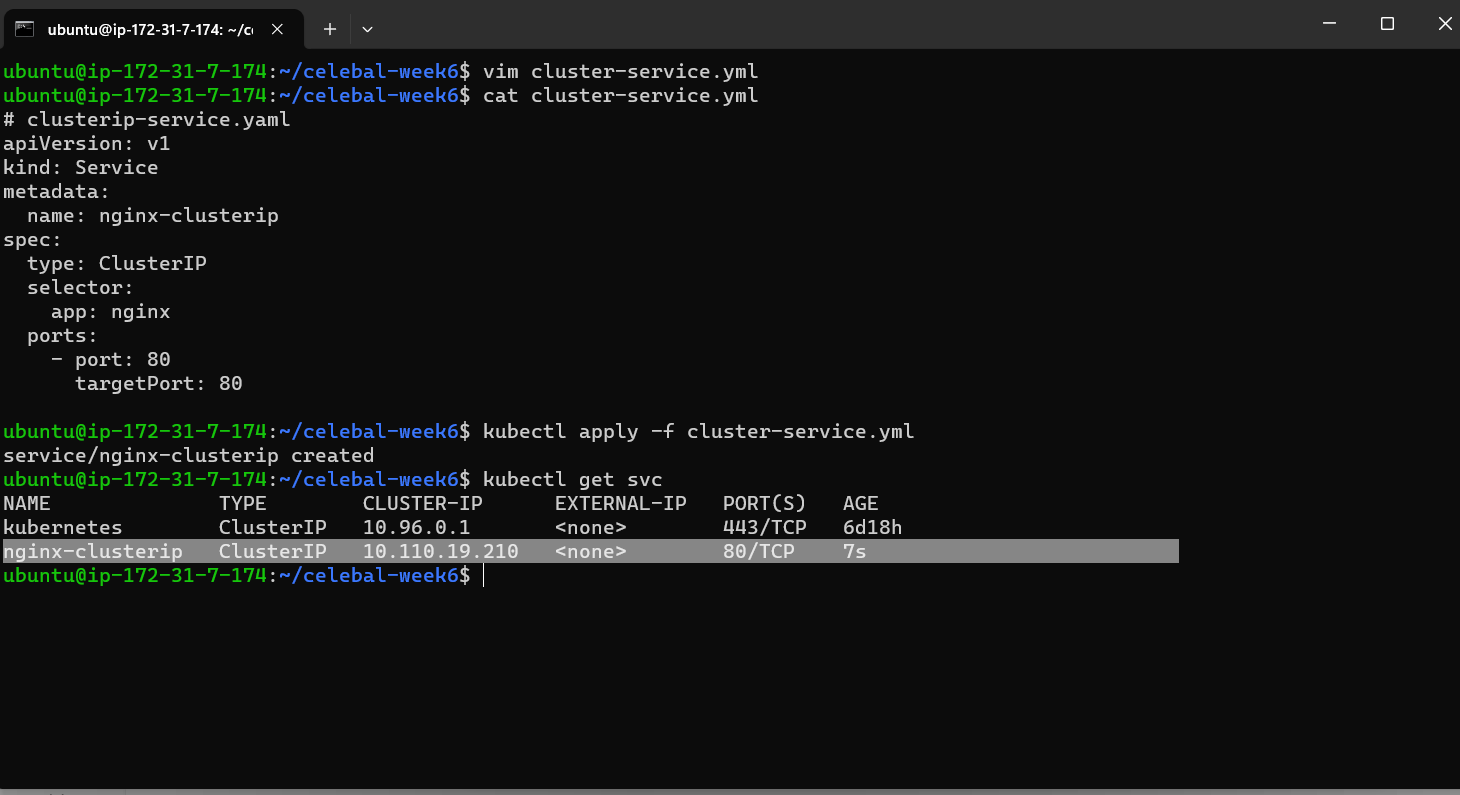 ubuntu@ip-172-31-7-174: ~/ce
ubuntu@ip-172-31-7-174:~/celebal-week6$ vim cluster-service.yml
ubuntu@ip-172-31-7-174:~/celebal-week6$ cat cluster-service.yml
# clusterip-service.yaml
apiVersion: v1
kind: Service
metadata:
  name: nginx-clusterip
spec:
  type: ClusterIP
  selector:
    app: nginx
  ports:
    - port: 80
      targetPort: 80
ubuntu@ip-172-31-7-174:~/celebal-week6$ kubectl apply -f cluster-service.yml
service/nginx-clusterip created
ubuntu@ip-172-31-7-174:~/celebal-week6$ kubectl get svc
NAME              TYPE        CLUSTER-IP      EXTERNAL-IP   PORT(S)   AGE
kubernetes        ClusterIP   10.96.0.1       <none>        443/TCP   6d18h
nginx-clusterip   ClusterIP   10.110.19.210   <none>        80/TCP    7s
ubuntu@ip-172-31-7-174:~/celebal-week6$